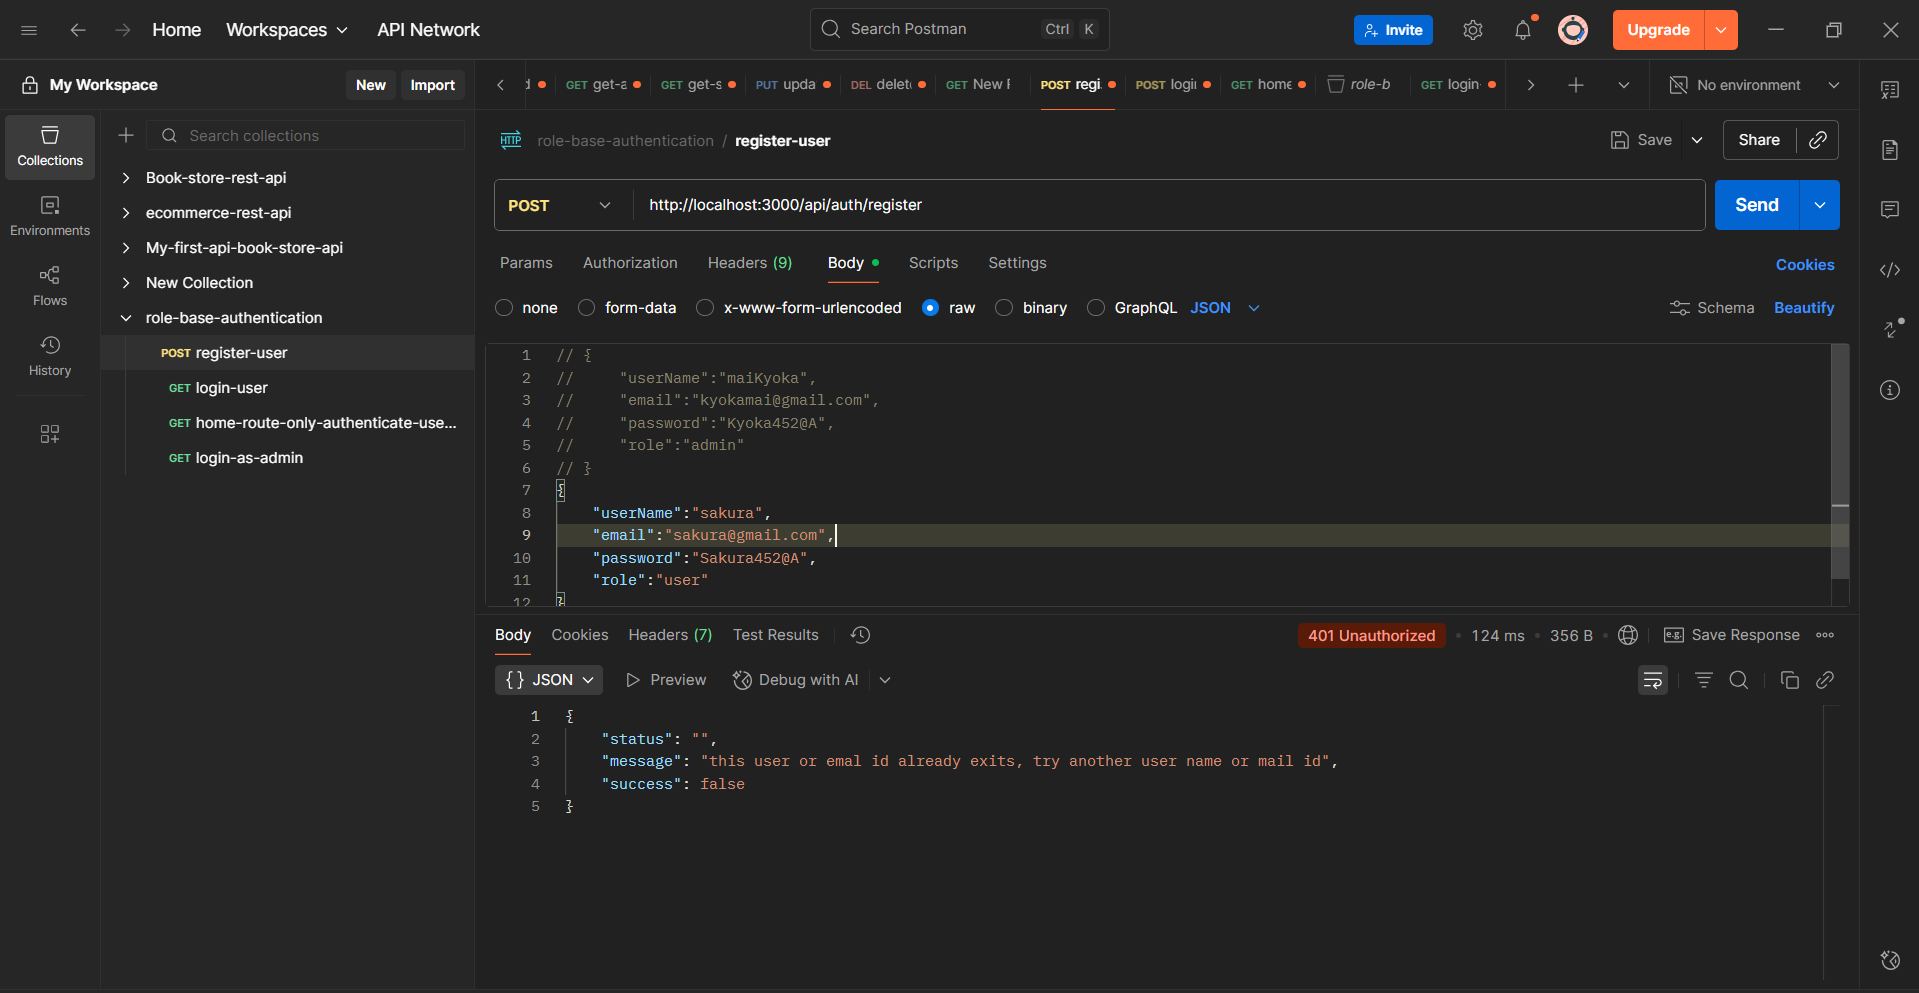 Home Workspaces API Network Search Postman Ctrl K Invite Upgrade
My Workspace New Import d GET get-a GET get-s PUT upda DEL delet GET New F POST regi. POST logii GET home role-b GET login- No environment
Collections
Environments
Flows
History
Search collections
Book-store-rest-api
ecommerce-rest-api
My-first-api-book-store-api
New Collection
role-base-authentication
POST register-user
GET login-user
GET home-route-only-authenticate-use...
GET login-as-admin
HTTP role-base-authentication / register-user Save Share
POST http://localhost:3000/api/auth/register Send
Params Authorization Headers (9) Body Scripts Settings Cookies
none form-data x-www-form-urlencoded raw binary GraphQL JSON Schema Beautify
1 // {
2 // "userName":"maiKyoka",
3 // "email":"kyokamai@gmail.com",
4 // "password":"Kyoka452@A",
5 // "role":"admin"
6 // }
7 {
8 "userName":"sakura",
9 "email":"sakura@gmail.com",
10 "password":"Sakura452@A",
11 "role":"user"
12 }
Body Cookies Headers (7) Test Results 401 Unauthorized • 124 ms • 356 B • e.g. Save Response
{} JSON Preview Debug with AI
1 {
2 "status": "",
3 "message": "this user or emal id already exits, try another user name or mail id",
4 "success": false
5 }